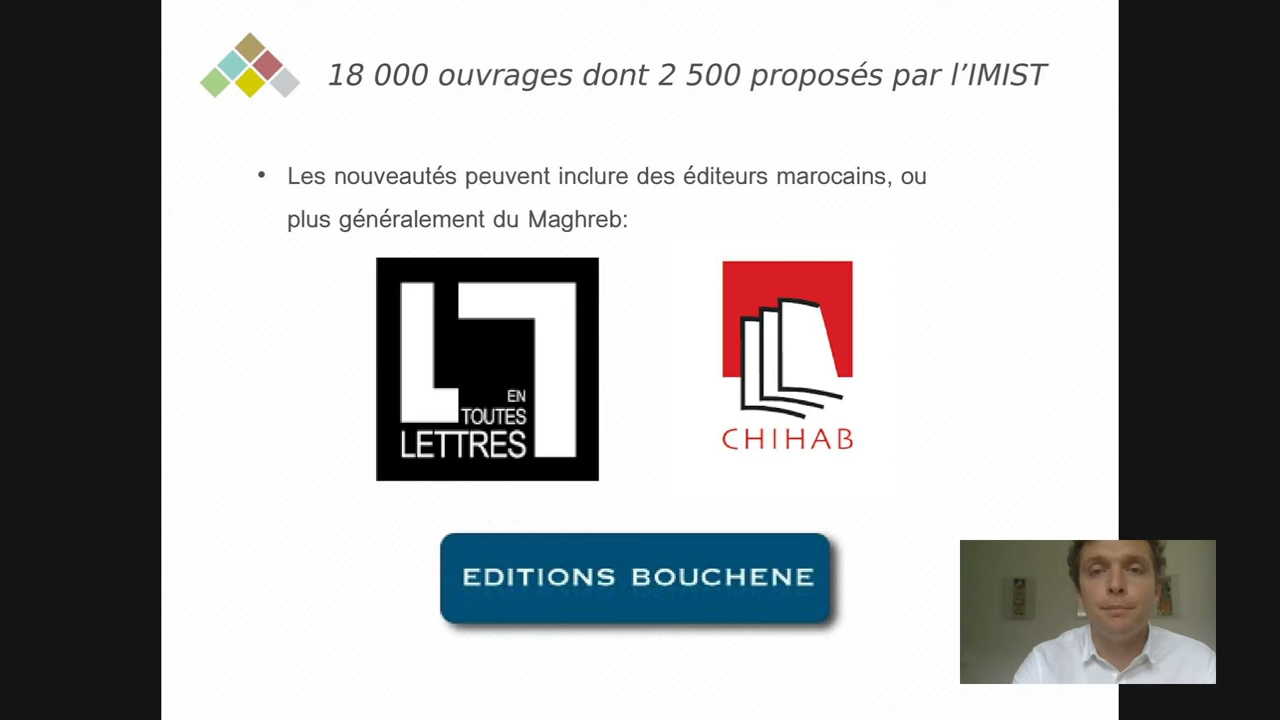 18 000 ouvrages dont 2 500 proposés par l’IMIST
• Les nouveautés peuvent inclure des éditeurs marocains, ou
plus généralement du Maghreb:
EN
TOUTES
LETTRES
CHIHAB
EDITIONS BOUCHENE